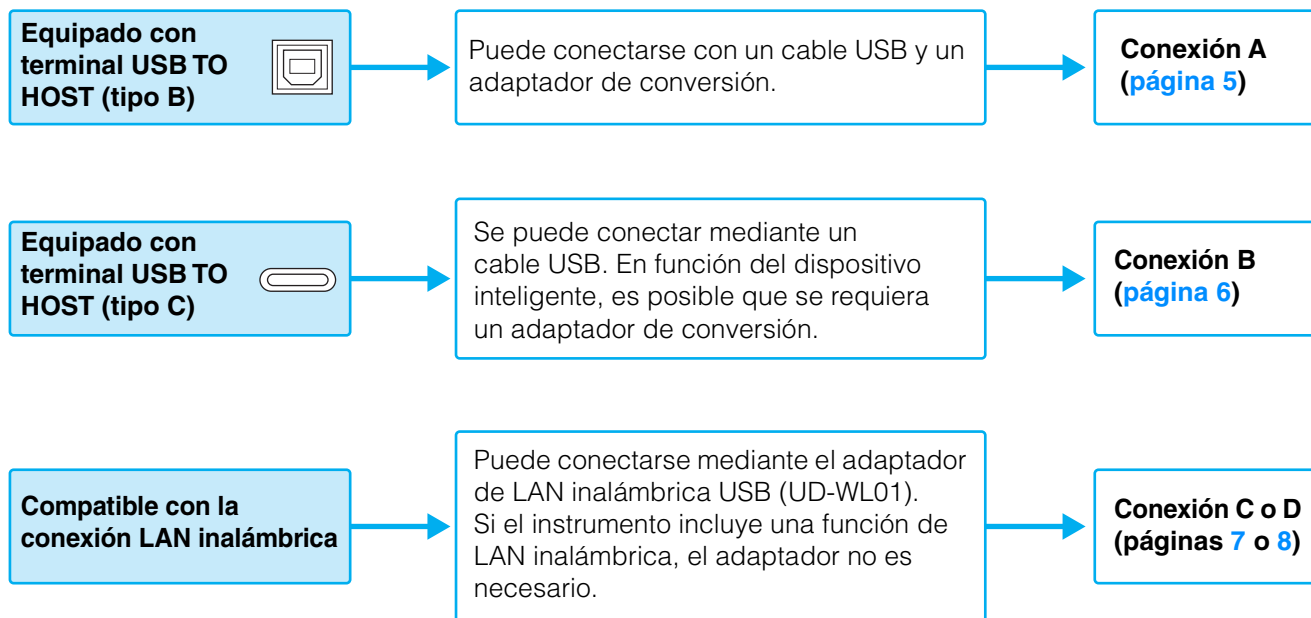 Equipado con
terminal USB TO
HOST (tipo B)
Puede conectarse con un cable USB y un
adaptador de conversión.
Conexión A
(página 5)
Equipado con
terminal USB TO
HOST (tipo C)
Se puede conectar mediante un
cable USB. En función del dispositivo
inteligente, es posible que se requiera
un adaptador de conversión.
Conexión B
(página 6)
Compatible con la
conexión LAN inalámbrica
Puede conectarse mediante el adaptador
de LAN inalámbrica USB (UD-WL01).
Si el instrumento incluye una función de
LAN inalámbrica, el adaptador no es
necesario.
Conexión C o D
(páginas 7 o 8)